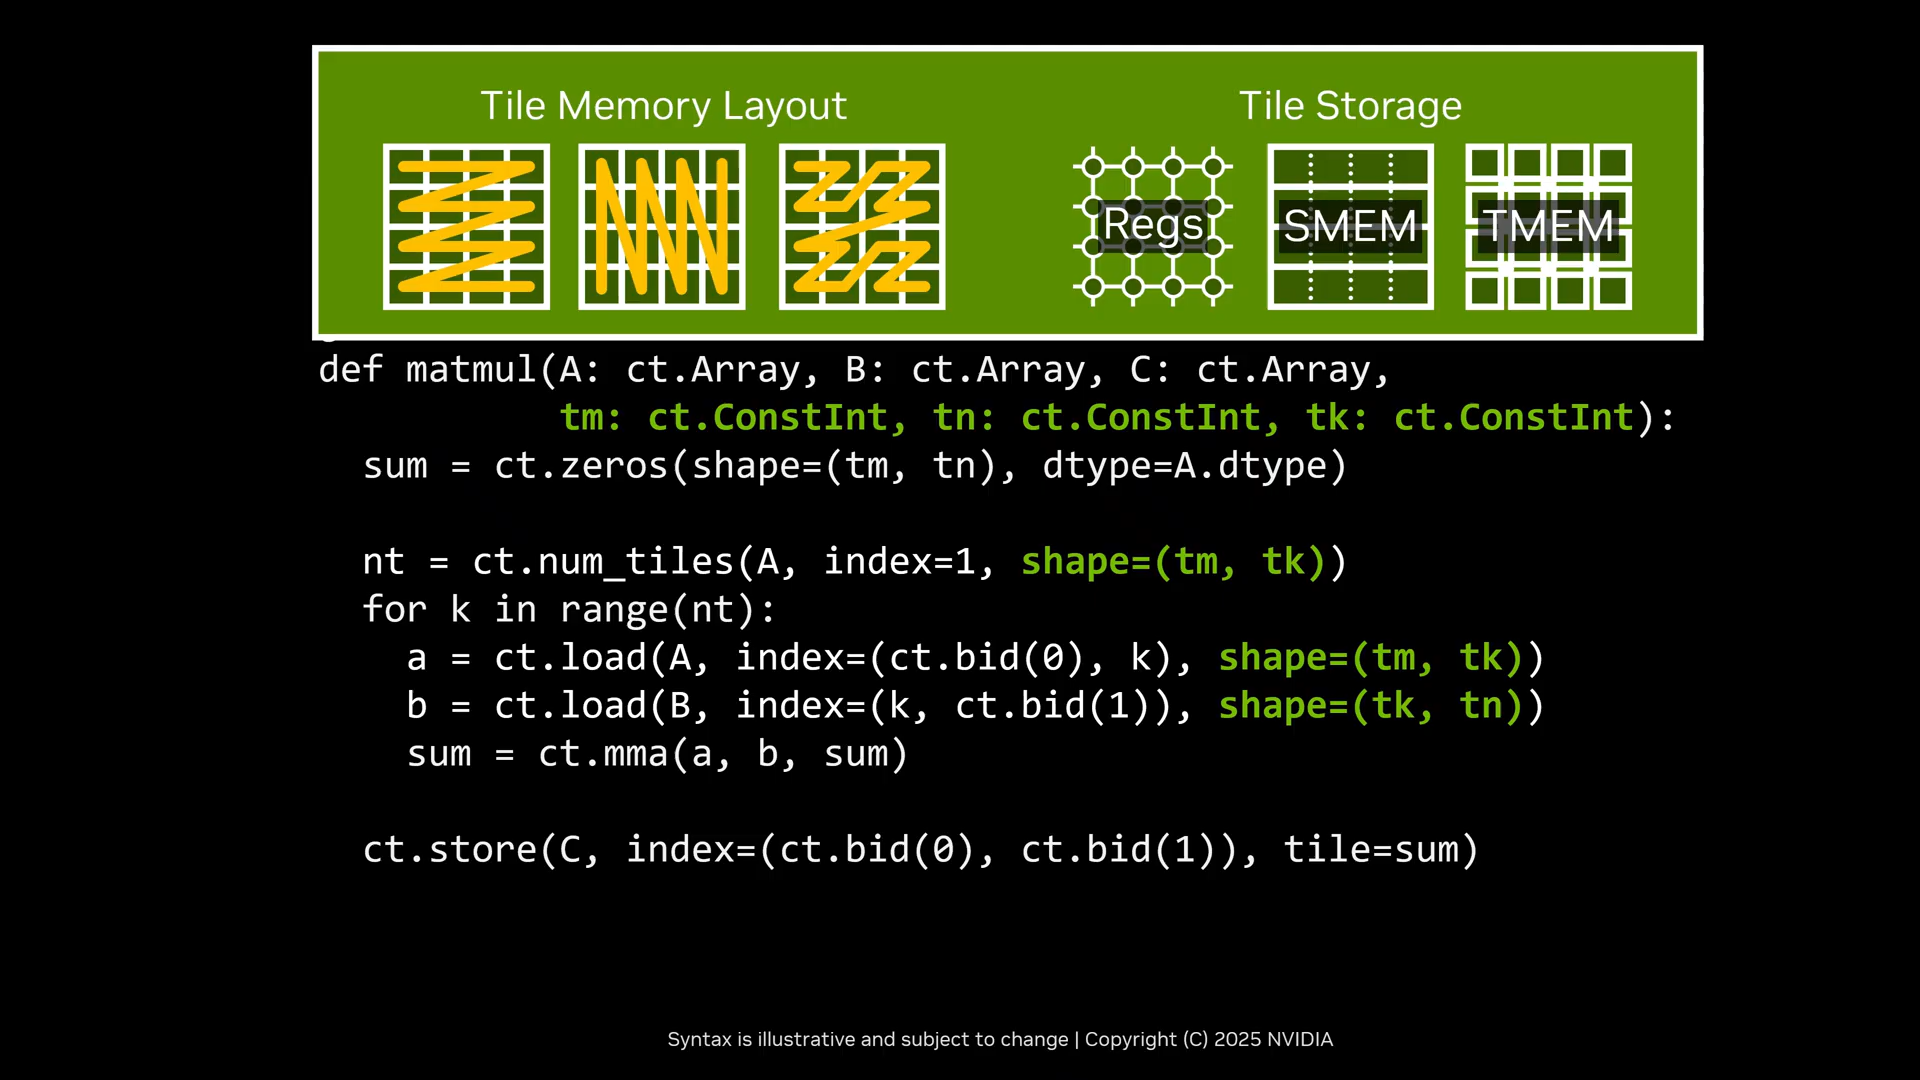 Tile Memory Layout
Tile Storage
Regs
SMEM
TMEM
def matmul(A: ct.Array, B: ct.Array, C: ct.Array,
           tm: ct.ConstInt, tn: ct.ConstInt, tk: ct.ConstInt):
  sum = ct.zeros(shape=(tm, tn), dtype=A.dtype)
  nt = ct.num_tiles(A, index=1, shape=(tm, tk))
  for k in range(nt):
    a = ct.load(A, index=(ct.bid(0), k), shape=(tm, tk))
    b = ct.load(B, index=(k, ct.bid(1)), shape=(tk, tn))
    sum = ct.mma(a, b, sum)
  ct.store(C, index=(ct.bid(0), ct.bid(1)), tile=sum)
Syntax is illustrative and subject to change | Copyright (C) 2025 NVIDIA